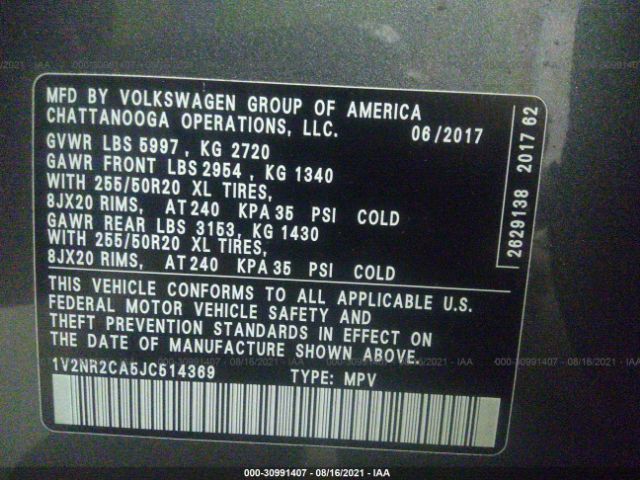 MFD BY VOLKSWAGEN GROUP OF AMERICA
CHATTANOOGA OPERATIONS, LLC. 06/2017
GVWR LBS 5997, KG 2720
GAWR FRONT LBS 2954, KG 1340
WITH 255/50R20 XL TIRES,
8JX20 RIMS, AT 240 KPA 35 PSI COLD
GAWR REAR LBS 3153, KG 1430
WITH 255/50R20 XL TIRES,
8JX20 RIMS, AT 240 KPA 35 PSI COLD
THIS VEHICLE CONFORMS TO ALL APPLICABLE U.S.
FEDERAL MOTOR VEHICLE SAFETY AND
THEFT PREVENTION STANDARDS IN EFFECT ON
THE DATE OF MANUFACTURE SHOWN ABOVE.
1V2NR2CA5JC514369 TYPE: MPV
2629138 2017 62
000-30991407 - 08/16/2021 - IAA